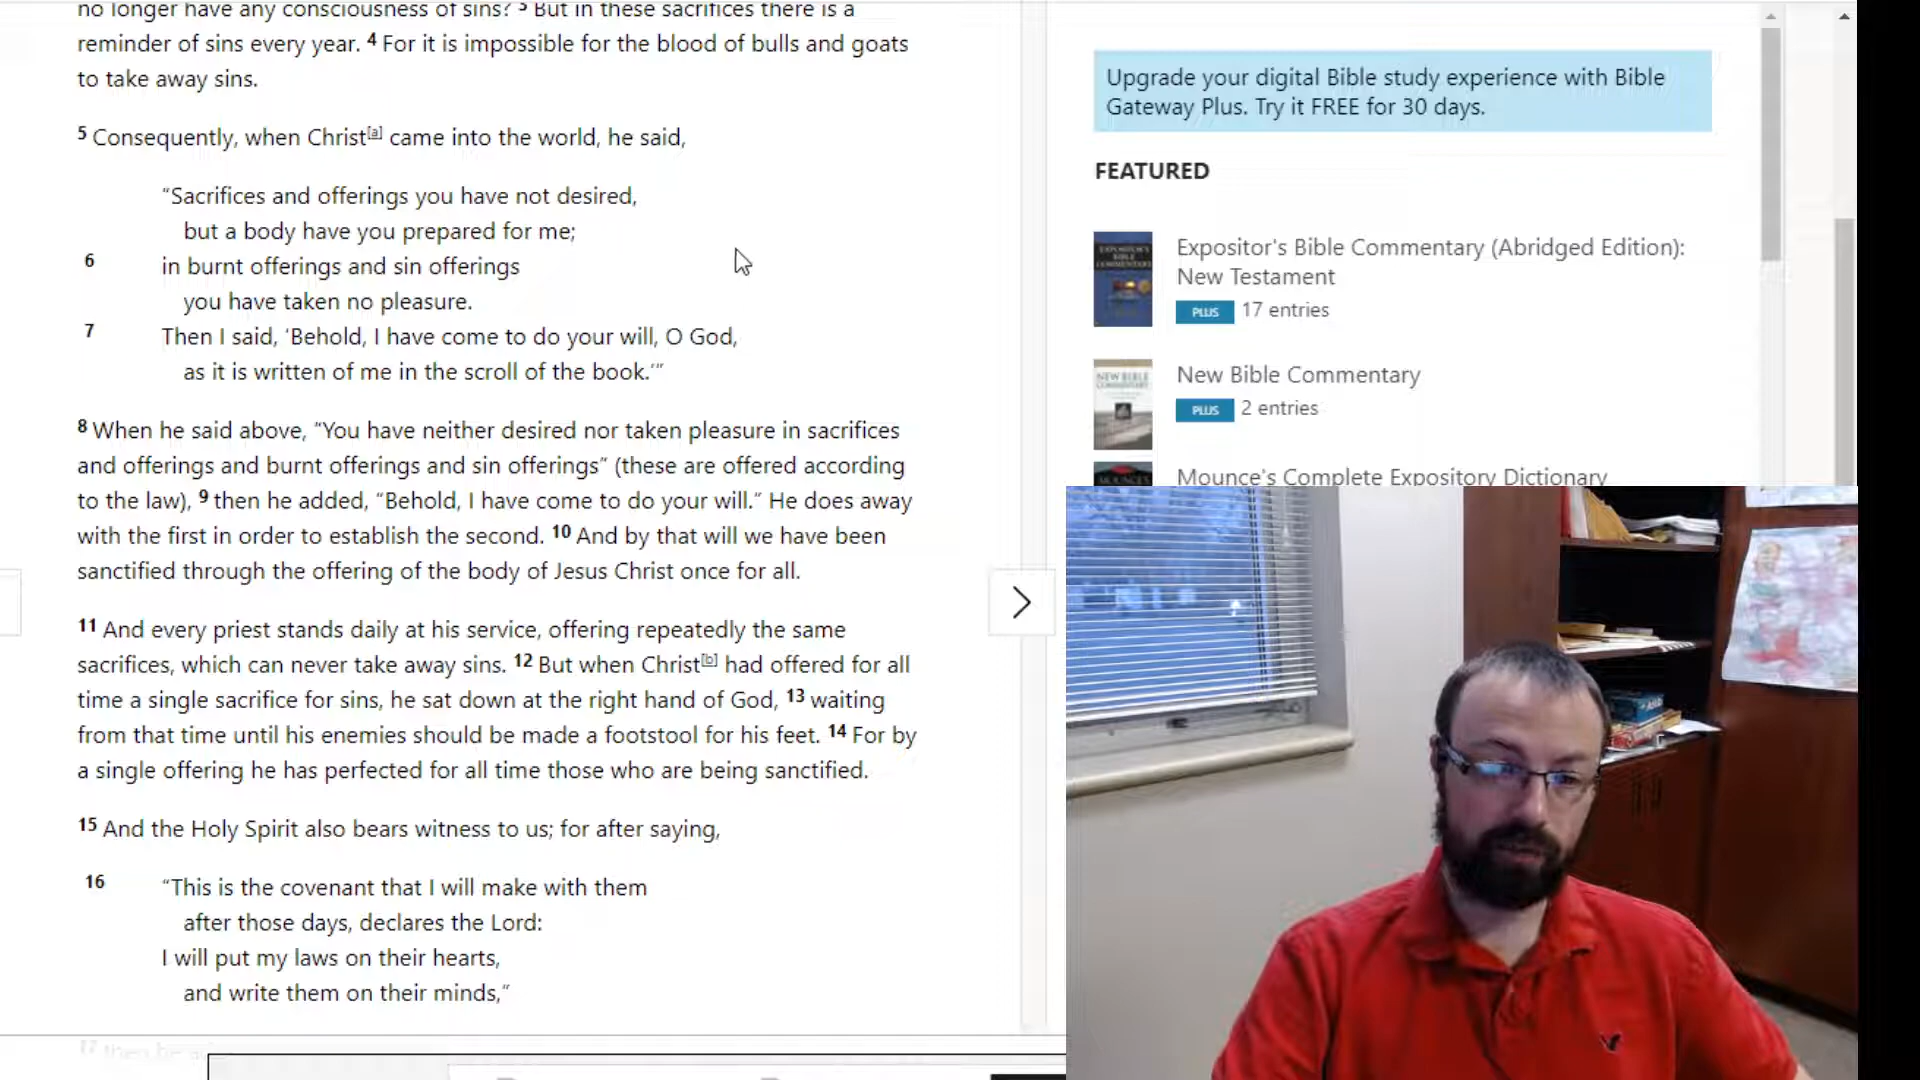 no longer have any consciousness of sins? 3 But in these sacrifices there is a
reminder of sins every year. 4 For it is impossible for the blood of bulls and goats
to take away sins.
5 Consequently, when Christ[a] came into the world, he said,
“Sacrifices and offerings you have not desired,
but a body have you prepared for me;
6 in burnt offerings and sin offerings
you have taken no pleasure.
7 Then I said, ‘Behold, I have come to do your will, O God,
as it is written of me in the scroll of the book.’”
8 When he said above, “You have neither desired nor taken pleasure in sacrifices
and offerings and burnt offerings and sin offerings” (these are offered according
to the law), 9 then he added, “Behold, I have come to do your will.” He does away
with the first in order to establish the second. 10 And by that will we have been
sanctified through the offering of the body of Jesus Christ once for all.
11 And every priest stands daily at his service, offering repeatedly the same
sacrifices, which can never take away sins. 12 But when Christ[b] had offered for all
time a single sacrifice for sins, he sat down at the right hand of God, 13 waiting
from that time until his enemies should be made a footstool for his feet. 14 For by
a single offering he has perfected for all time those who are being sanctified.
15 And the Holy Spirit also bears witness to us; for after saying,
16 “This is the covenant that I will make with them
after those days, declares the Lord:
I will put my laws on their hearts,
and write them on their minds,”
17 then he
Upgrade your digital Bible study experience with Bible
Gateway Plus. Try it FREE for 30 days.
FEATURED
Expositor's Bible Commentary (Abridged Edition):
New Testament
PLUS 17 entries
New Bible Commentary
PLUS 2 entries
Mounce's Complete Expository Dictionary